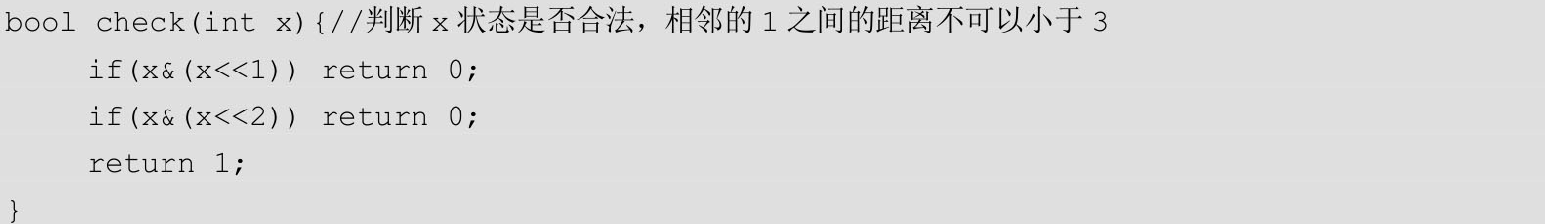 bool check(int x){//判断 x 状态是否合法，相邻的 1 之间的距离不可以小于 3
    if(x&(x<<1)) return 0;
    if(x&(x<<2)) return 0;
    return 1;
}